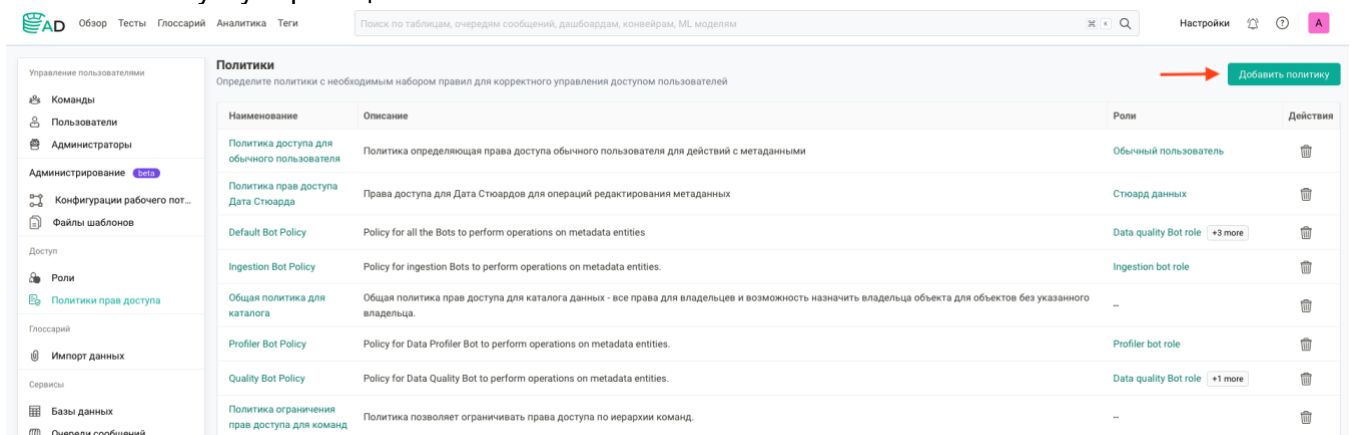 AD Обзор Тесты Глоссарий Аналитика Теги Поиск по таблицам, очередям сообщений, дашбордам, конвейрам, ML моделям Настройки A
Управление пользователями
Команды
Пользователи
Администраторы
Администрирование beta
Конфигурации рабочего пот...
Файлы шаблонов
Доступ
Роли
Политики прав доступа
Глоссарий
Импорт данных
Сервисы
Базы данных
Очереди сообщений
Политики
Определите политики с необходимым набором правил для корректного управления доступом пользователей
Добавить политику
Наименование Описание Роли Действия
Политика доступа для
обычного пользователя
Политика определяющая права доступа обычного пользователя для действий с метаданными
Обычный пользователь
Политика прав доступа
Дата Стюарда
Права доступа для Дата Стюардов для операций редактирования метаданных
Стюард данных
Default Bot Policy Policy for all the Bots to perform operations on metadata entities Data quality Bot role +3 more
Ingestion Bot Policy Policy for ingestion Bots to perform operations on metadata entities. Ingestion bot role
Общая политика для
каталога
Общая политика прав доступа для каталога данных - все права для владельцев и возможность назначить владельца объекта для объектов без указанного
владельца.
--
Profiler Bot Policy Policy for Data Profiler Bot to perform operations on metadata entities. Profiler bot role
Quality Bot Policy Policy for Data Quality Bot to perform operations on metadata entities. Data quality Bot role +1 more
Политика ограничения
прав доступа для команд
Политика позволяет ограничивать права доступа по иерархии команд.
--